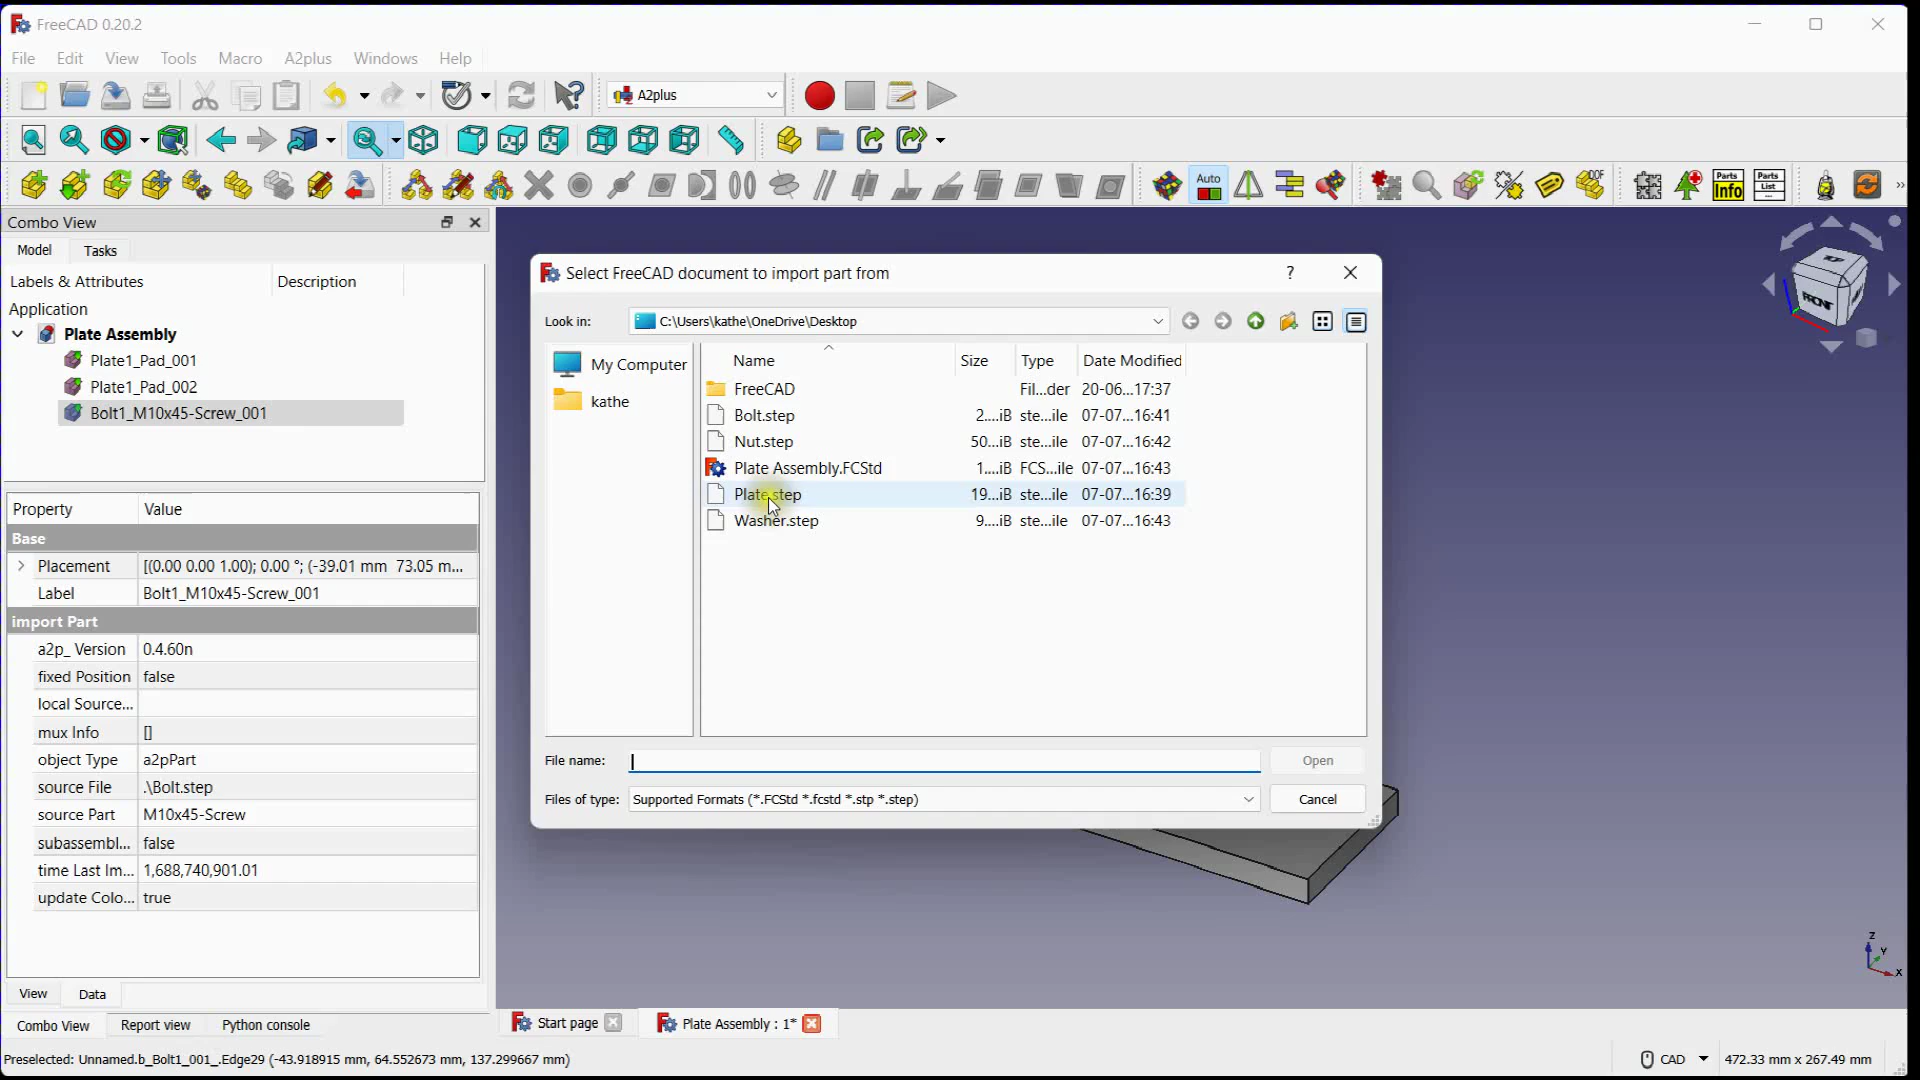 FreeCAD 0.20.2
File Edit View Tools Macro A2plus Windows Help
A2plus
Auto
DOF
Parts Info
Parts List
Combo View
Model Tasks
Labels & Attributes Description
Application
Plate Assembly
Plate1_Pad_001
Plate1_Pad_002
Bolt1_M10x45-Screw_001
Property Value
Base
Placement [(0.00 0.00 1.00); 0.00 °; (-39.01 mm 73.05 m...
Label Bolt1_M10x45-Screw_001
import Part
a2p_ Version 0.4.60n
fixed Position false
local Source...
mux Info []
object Type a2pPart
source File .\Bolt.step
source Part M10x45-Screw
subassembl... false
time Last Im... 1,688,740,901.01
update Colo... true
View Data
Combo View Report view Python console
Select FreeCAD document to import part from ?
Look in: C:\Users\kathe\OneDrive\Desktop
My Computer
kathe
Name Size Type Date Modified
FreeCAD Fil...der 20-06...17:37
Bolt.step 2....iB ste...ile 07-07...16:41
Nut.step 50...iB ste...ile 07-07...16:42
Plate Assembly.FCStd 1....iB FCS...ile 07-07...16:43
Plate.step 19...iB ste...ile 07-07...16:39
Washer.step 9....iB ste...ile 07-07...16:43
File name: Open
Files of type: Supported Formats (*.FCStd *.fcstd *.stp *.step) Cancel
FRONT
Z
Y
X
Start page Plate Assembly : 1*
Preselected: Unnamed.b_Bolt1_001_.Edge29 (-43.918915 mm, 64.552673 mm, 137.299667 mm) CAD 472.33 mm x 267.49 mm